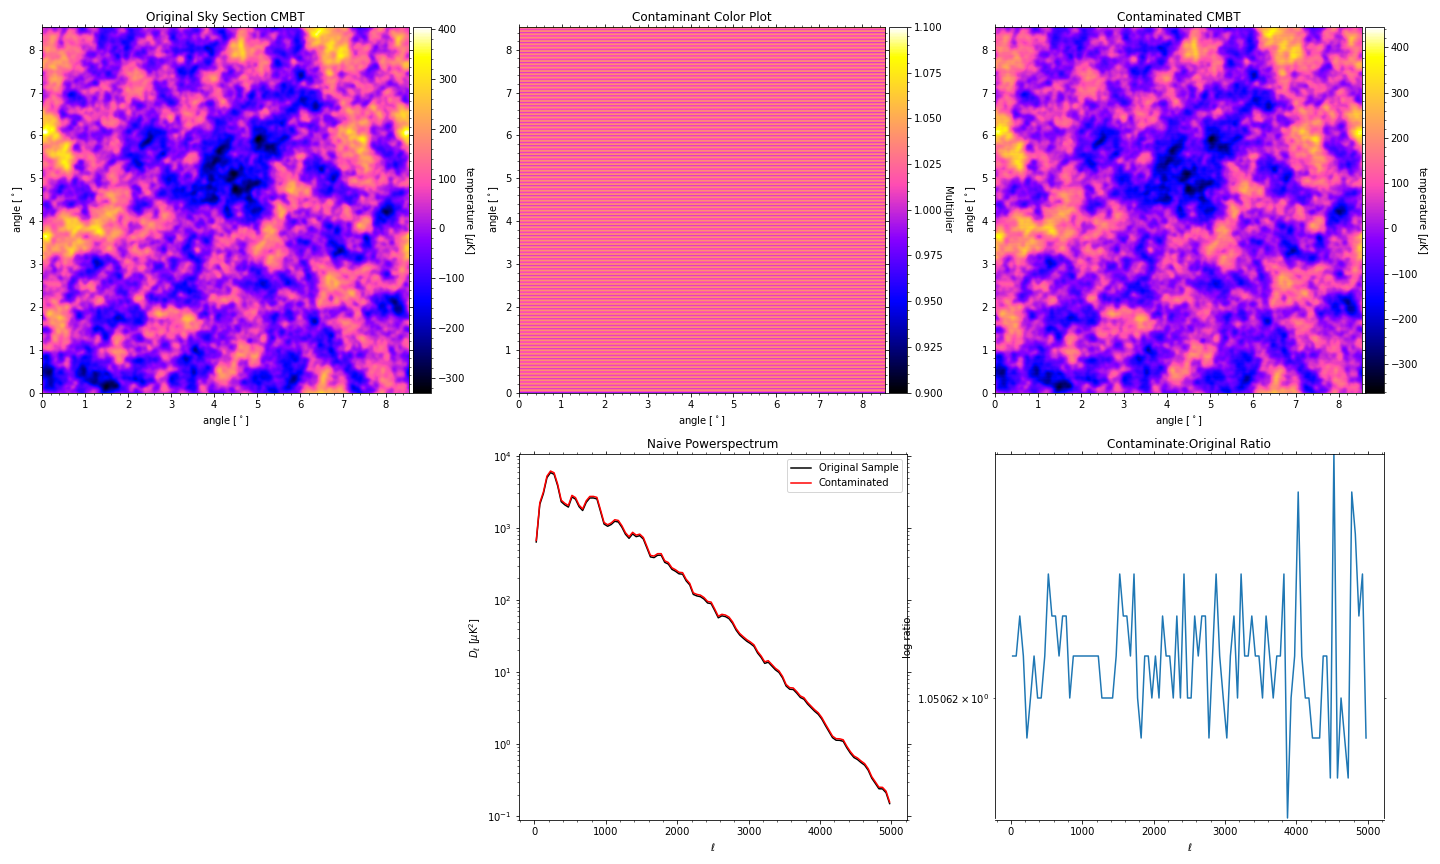 Original Sky Section CMBT
8
7
6
5
4
3
2
1
0
0 1 2 3 4 5 6 7 8
angle [°]
angle [°]
400
300
200
100
0
−100
−200
−300
temperature [μK]
Contaminant Color Plot
8
7
6
5
4
3
2
1
0
0 1 2 3 4 5 6 7 8
angle [°]
angle [°]
1.100
1.075
1.050
1.025
1.000
0.975
0.950
0.925
0.900
Multiplier
Contaminated CMBT
8
7
6
5
4
3
2
1
0
0 1 2 3 4 5 6 7 8
angle [°]
angle [°]
400
300
200
100
0
−100
−200
−300
temperature [μK]
Naive Powerspectrum
Original Sample
Contaminated
10⁴
10³
10²
10¹
10⁰
10⁻¹
0 1000 2000 3000 4000 5000
ℓ
Dℓ [μK²]
Contaminate:Original Ratio
log ratio
1.05062 × 10⁰
0 1000 2000 3000 4000 5000
ℓ